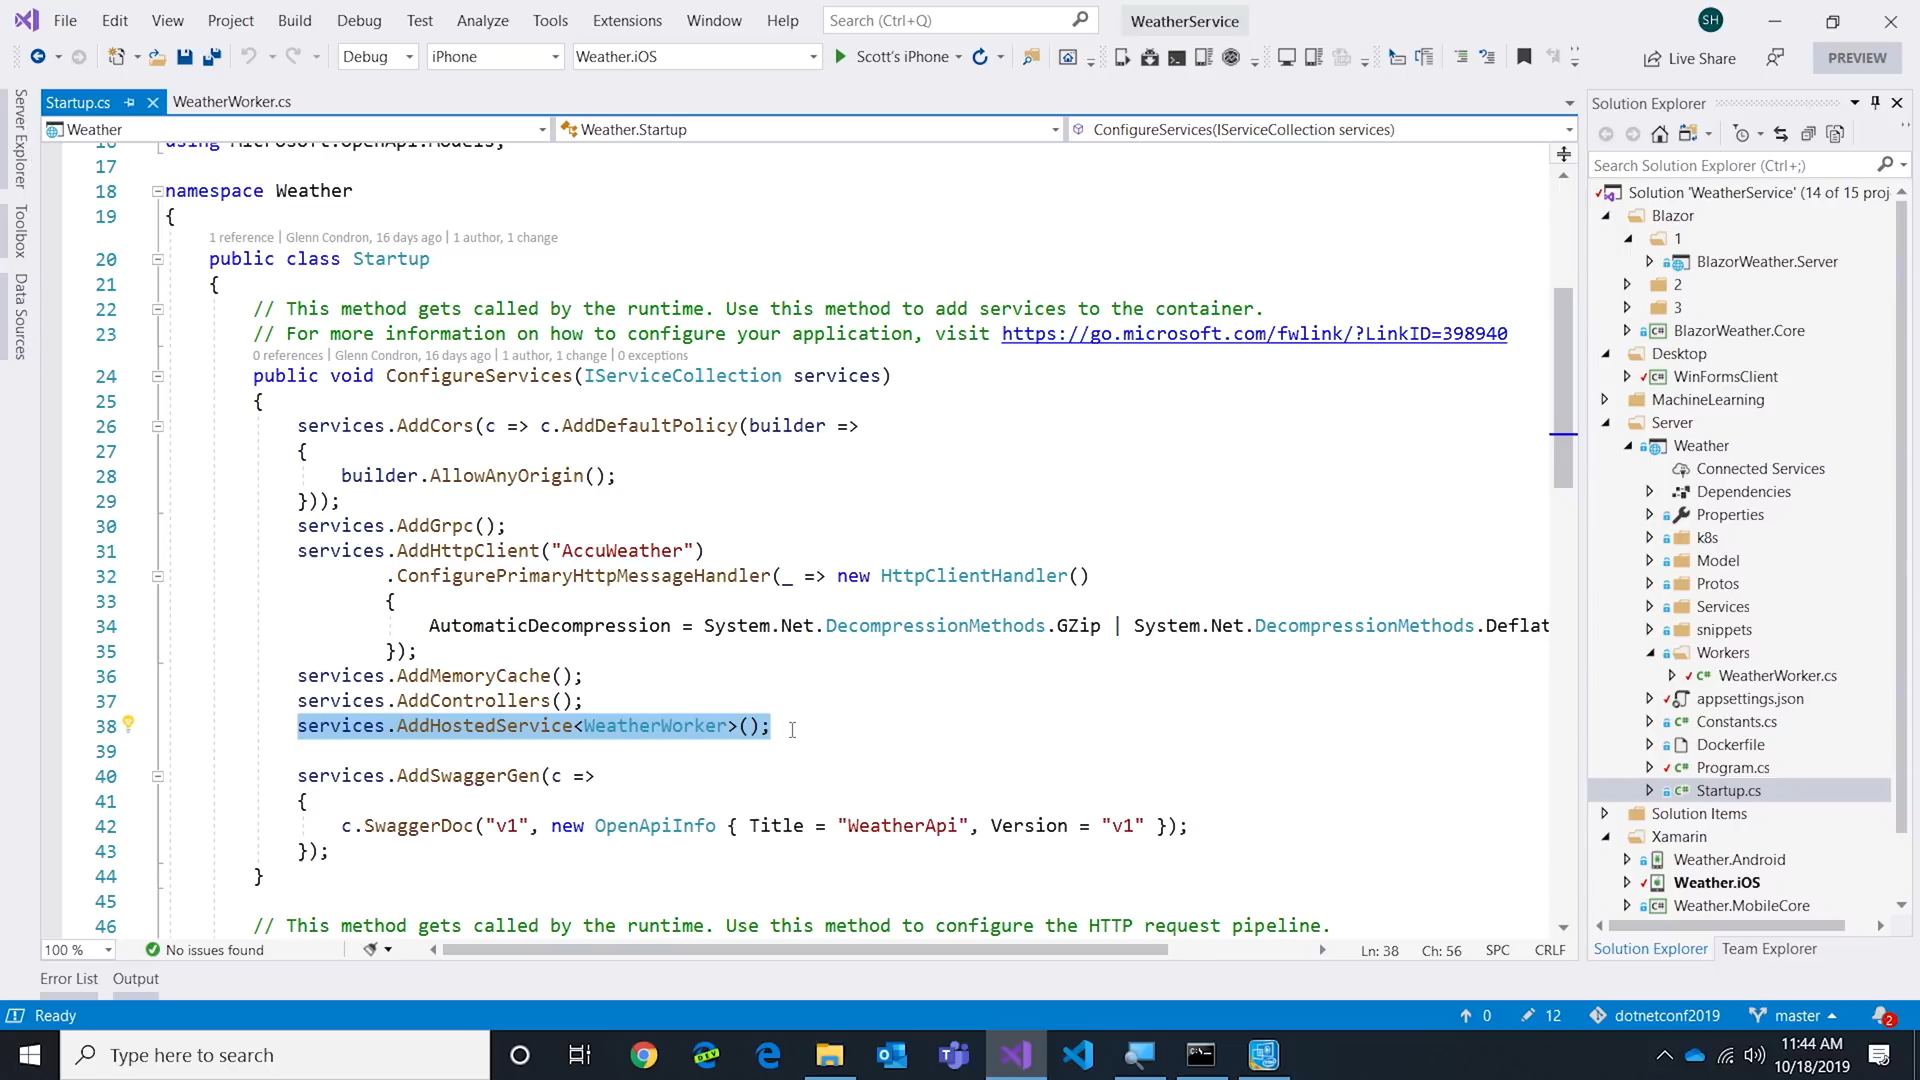 File Edit View Project Build Debug Test Analyze Tools Extensions Window Help Search (Ctrl+Q) WeatherService SH
Debug iPhone Weather.iOS Scott's iPhone Live Share PREVIEW
Server Explorer
Toolbox
Data Sources
Startup.cs WeatherWorker.cs
Weather Weather.Startup ConfigureServices(IServiceCollection services)
16 using Microsoft.OpenApi.Models;
17
18 namespace Weather
19 {
1 reference | Glenn Condron, 16 days ago | 1 author, 1 change
20 public class Startup
21 {
22 // This method gets called by the runtime. Use this method to add services to the container.
23 // For more information on how to configure your application, visit https://go.microsoft.com/fwlink/?LinkID=398940
0 references | Glenn Condron, 16 days ago | 1 author, 1 change | 0 exceptions
24 public void ConfigureServices(IServiceCollection services)
25 {
26 services.AddCors(c => c.AddDefaultPolicy(builder =>
27 {
28 builder.AllowAnyOrigin();
29 }));
30 services.AddGrpc();
31 services.AddHttpClient("AccuWeather")
32 .ConfigurePrimaryHttpMessageHandler(_ => new HttpClientHandler()
33 {
34 AutomaticDecompression = System.Net.DecompressionMethods.GZip | System.Net.DecompressionMethods.Deflat
35 });
36 services.AddMemoryCache();
37 services.AddControllers();
38 services.AddHostedService<WeatherWorker>();
39
40 services.AddSwaggerGen(c =>
41 {
42 c.SwaggerDoc("v1", new OpenApiInfo { Title = "WeatherApi", Version = "v1" });
43 });
44 }
45
46 // This method gets called by the runtime. Use this method to configure the HTTP request pipeline.
100 % No issues found Ln: 38 Ch: 56 SPC CRLF
Solution Explorer
Search Solution Explorer (Ctrl+;)
Solution 'WeatherService' (14 of 15 proj
Blazor
1
BlazorWeather.Server
2
3
BlazorWeather.Core
Desktop
WinFormsClient
MachineLearning
Server
Weather
Connected Services
Dependencies
Properties
k8s
Model
Protos
Services
snippets
Workers
WeatherWorker.cs
appsettings.json
Constants.cs
Dockerfile
Program.cs
Startup.cs
Solution Items
Xamarin
Weather.Android
Weather.iOS
Weather.MobileCore
Solution Explorer Team Explorer
Error List Output
Ready 0 12 dotnetconf2019 master 2
Type here to search DEV 11:44 AM
10/18/2019